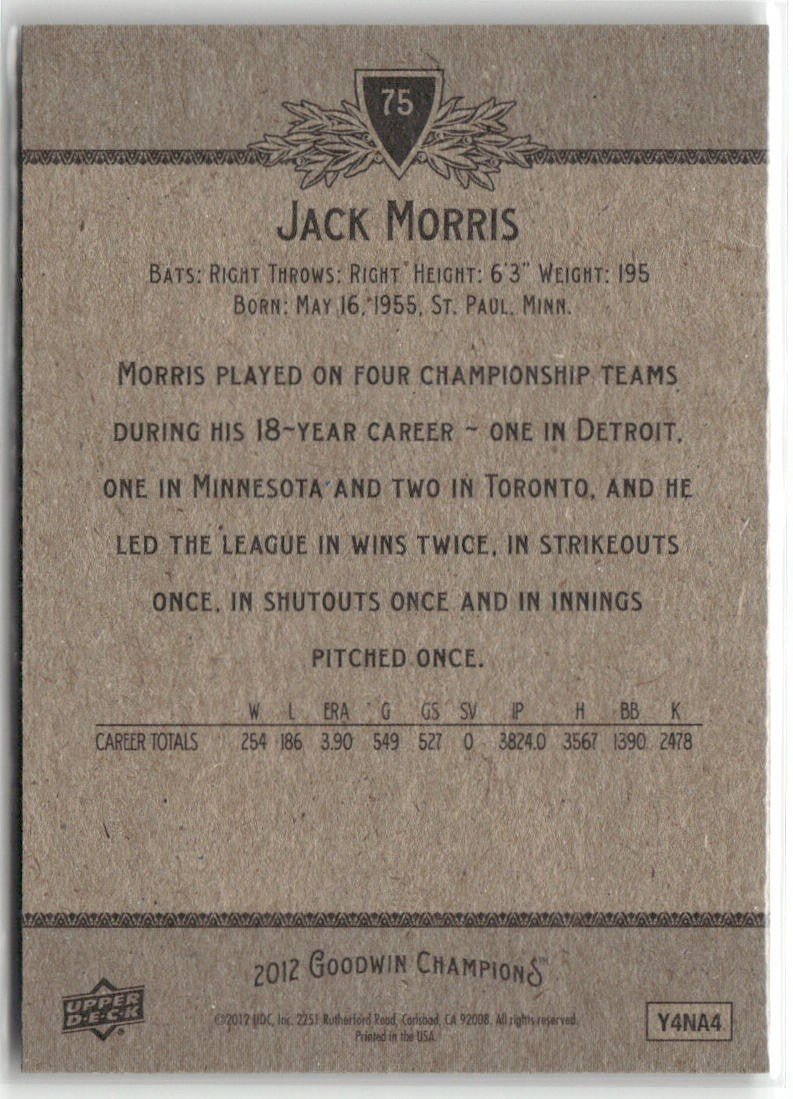 75
JACK MORRIS
BATS: RIGHT THROWS: RIGHT HEIGHT: 6'3" WEIGHT: 195
BORN: MAY 16, 1955, ST. PAUL, MINN.
MORRIS PLAYED ON FOUR CHAMPIONSHIP TEAMS
DURING HIS 18~YEAR CAREER ~ ONE IN DETROIT,
ONE IN MINNESOTA AND TWO IN TORONTO, AND HE
LED THE LEAGUE IN WINS TWICE, IN STRIKEOUTS
ONCE, IN SHUTOUTS ONCE AND IN INNINGS
PITCHED ONCE.
W L ERA G GS SV IP H BB K
CAREER TOTALS 254 186 3.90 549 527 0 3824.0 3567 1390 2478
2012 GOODWIN CHAMPIONS™
UPPER
D·E·C·K
©2012 UDC, Inc. 2251 Rutherford Road, Carlsbad, CA 92008. All rights reserved.
Printed in the USA
Y4NA4